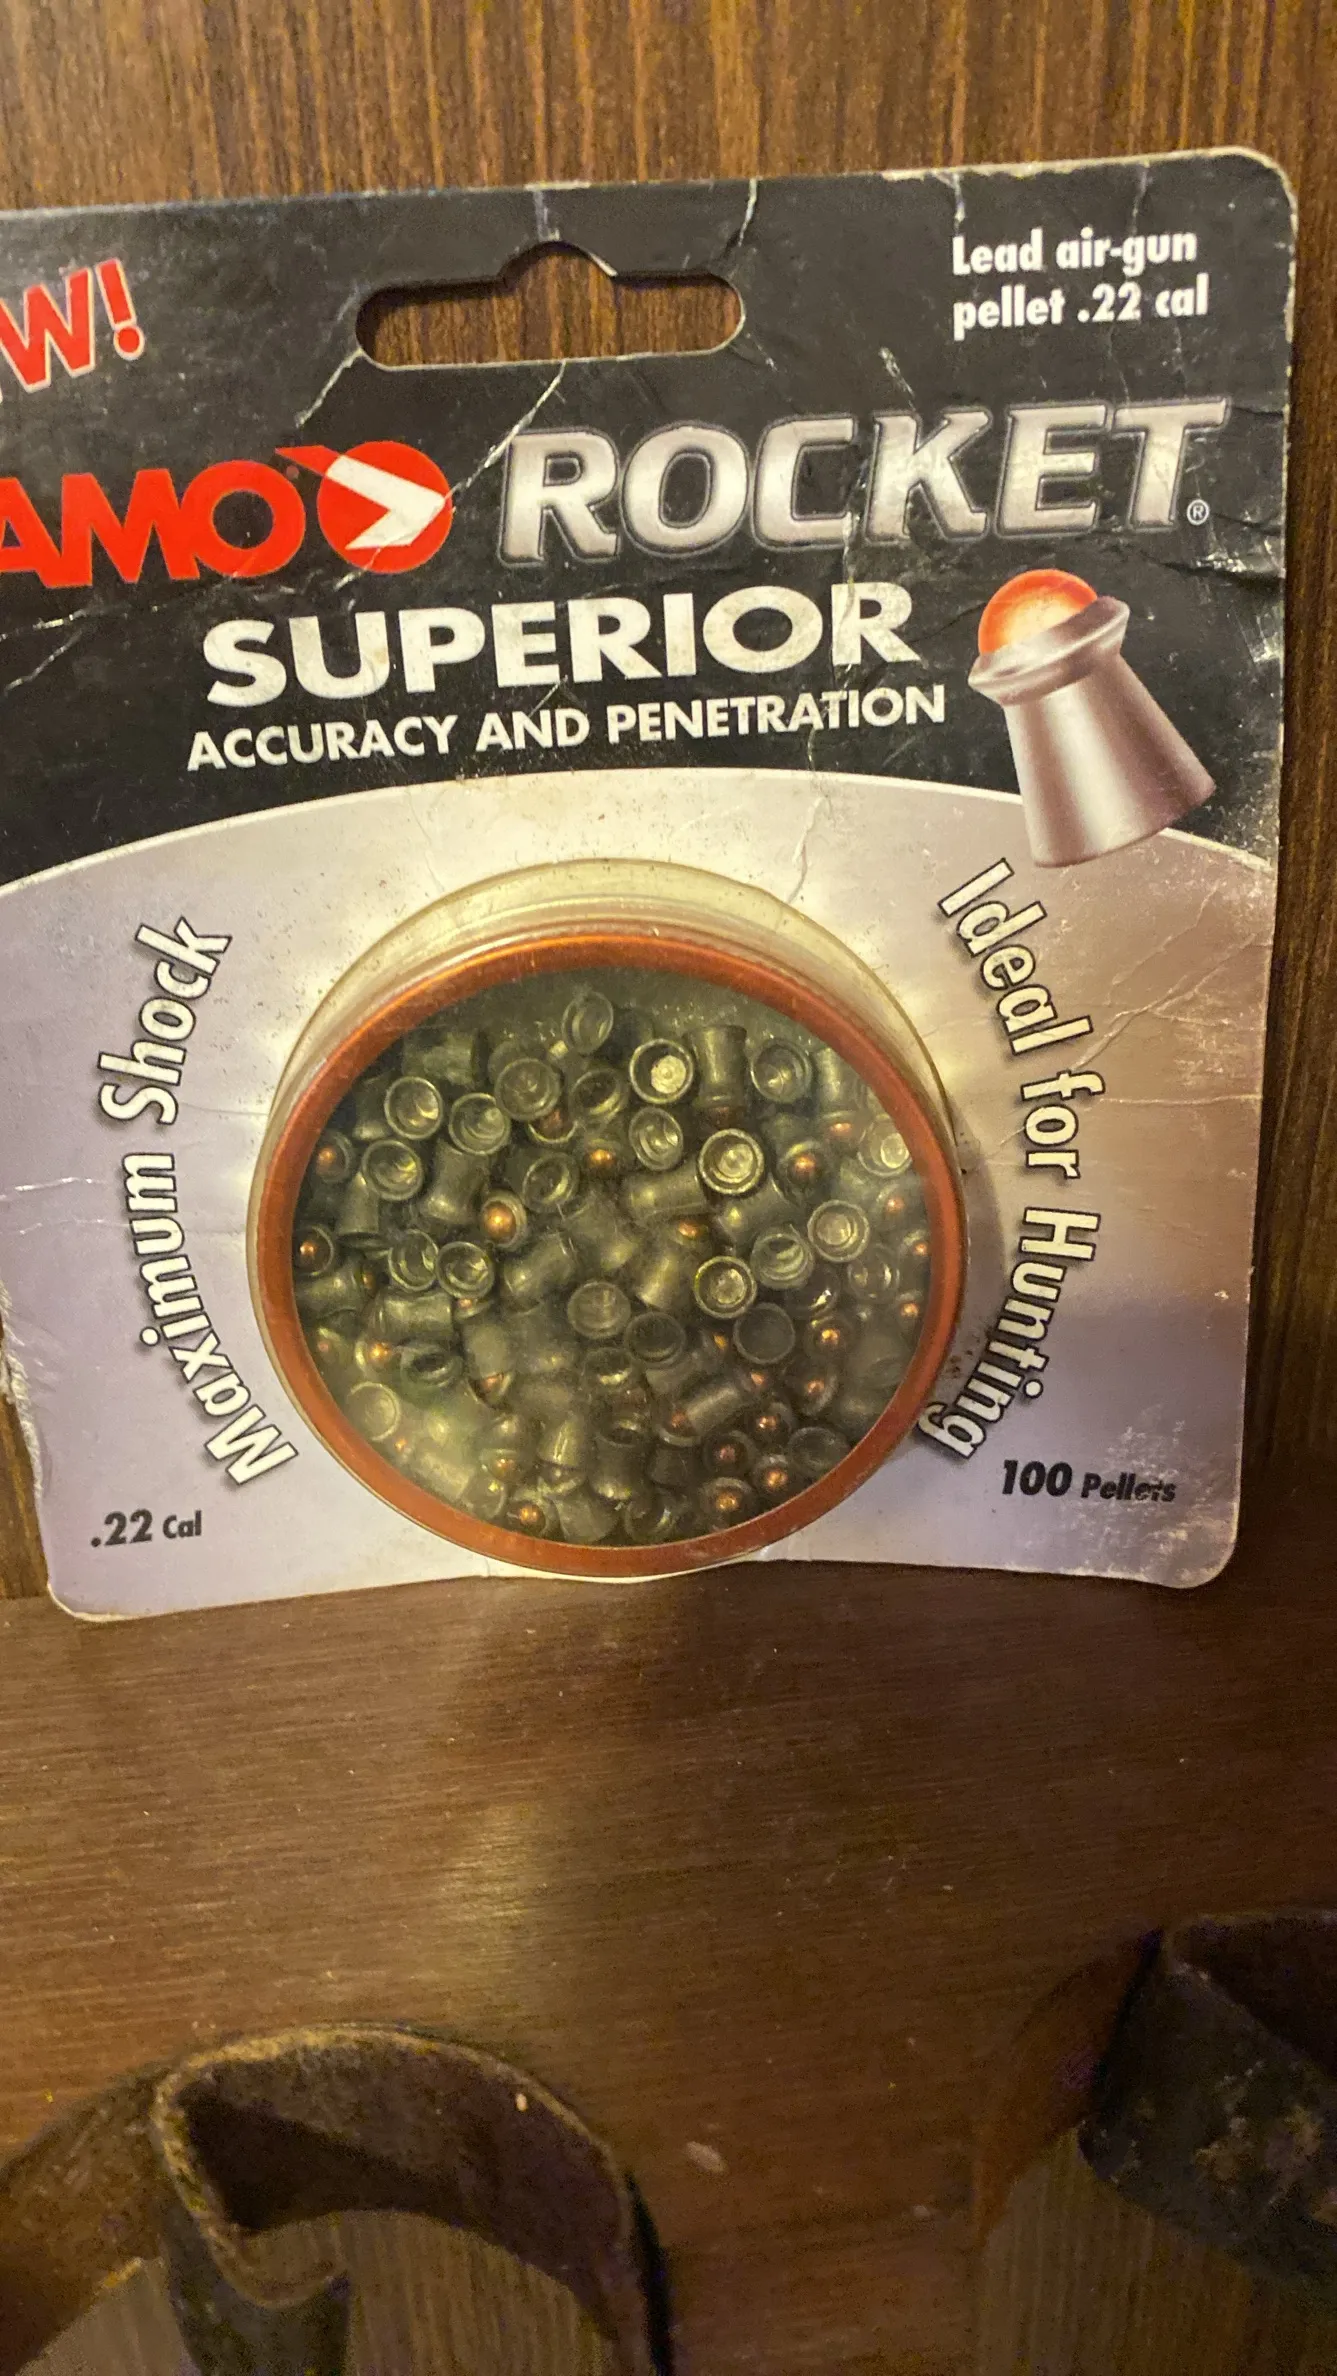 W!
Lead air-gun
pellet .22 cal
AMO ROCKET®
SUPERIOR
ACCURACY AND PENETRATION
Maximum Shock
Ideal for Hunting
.22 Cal
100 Pellets